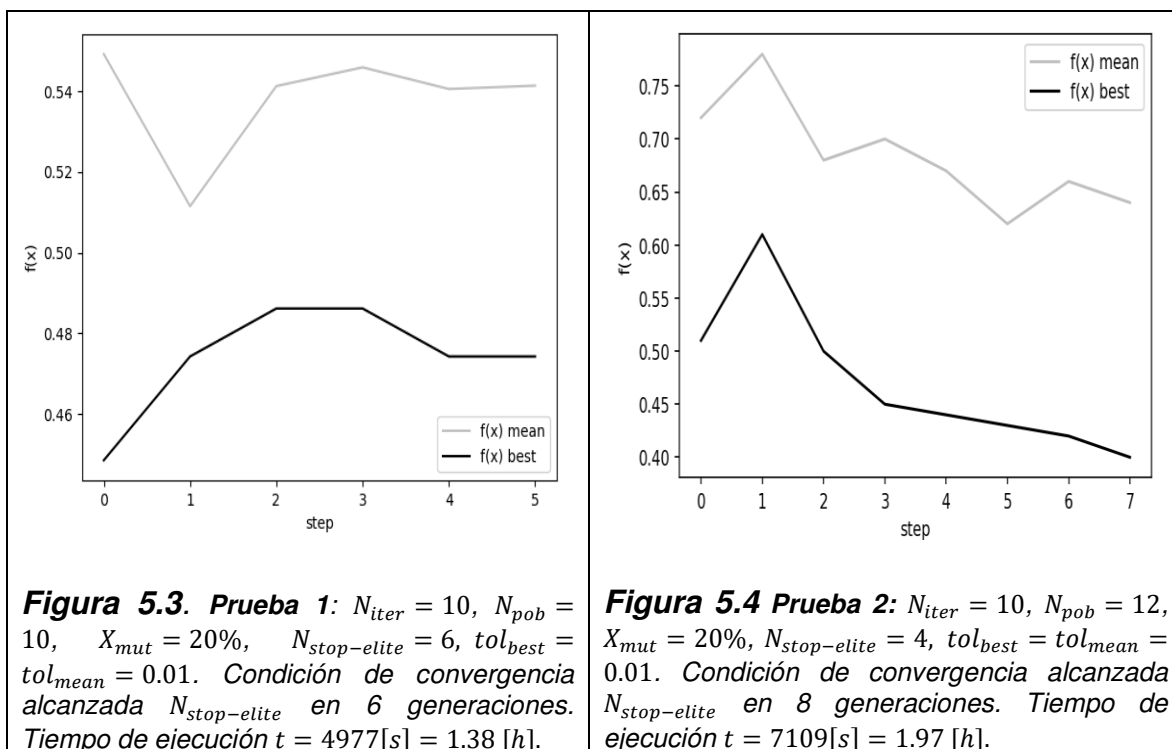 0.54
0.52
0.50
0.48
0.46
f(x)
0 1 2 3 4 5
step
f(x) mean
f(x) best
Figura 5.3. Prueba 1: N_iter = 10, N_pob =
10, X_mut = 20%, N_stop−elite = 6, tol_best =
tol_mean = 0.01. Condición de convergencia
alcanzada N_stop−elite en 6 generaciones.
Tiempo de ejecución t = 4977[s] = 1.38 [h].
0.75
0.70
0.65
0.60
0.55
0.50
0.45
0.40
f(x)
0 1 2 3 4 5 6 7
step
f(x) mean
f(x) best
Figura 5.4 Prueba 2: N_iter = 10, N_pob = 12,
X_mut = 20%, N_stop−elite = 4, tol_best = tol_mean =
0.01. Condición de convergencia alcanzada
N_stop−elite en 8 generaciones. Tiempo de
ejecución t = 7109[s] = 1.97 [h].